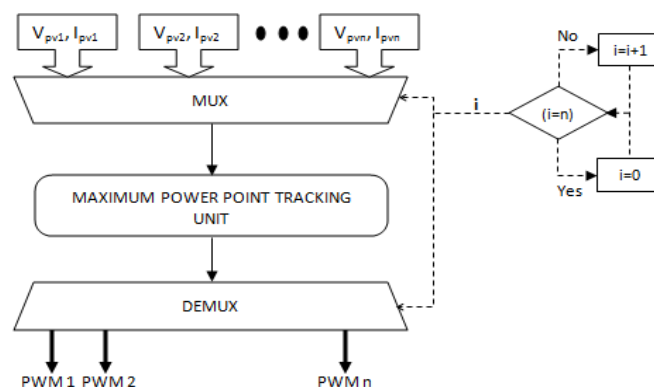 Vpv1, Ipv1
Vpv2, Ipv2
Vpvn, Ipvn
No
i=i+1
MUX
i
(i=n)
MAXIMUM POWER POINT TRACKING
UNIT
i=0
Yes
DEMUX
PWM 1
PWM 2
PWM n